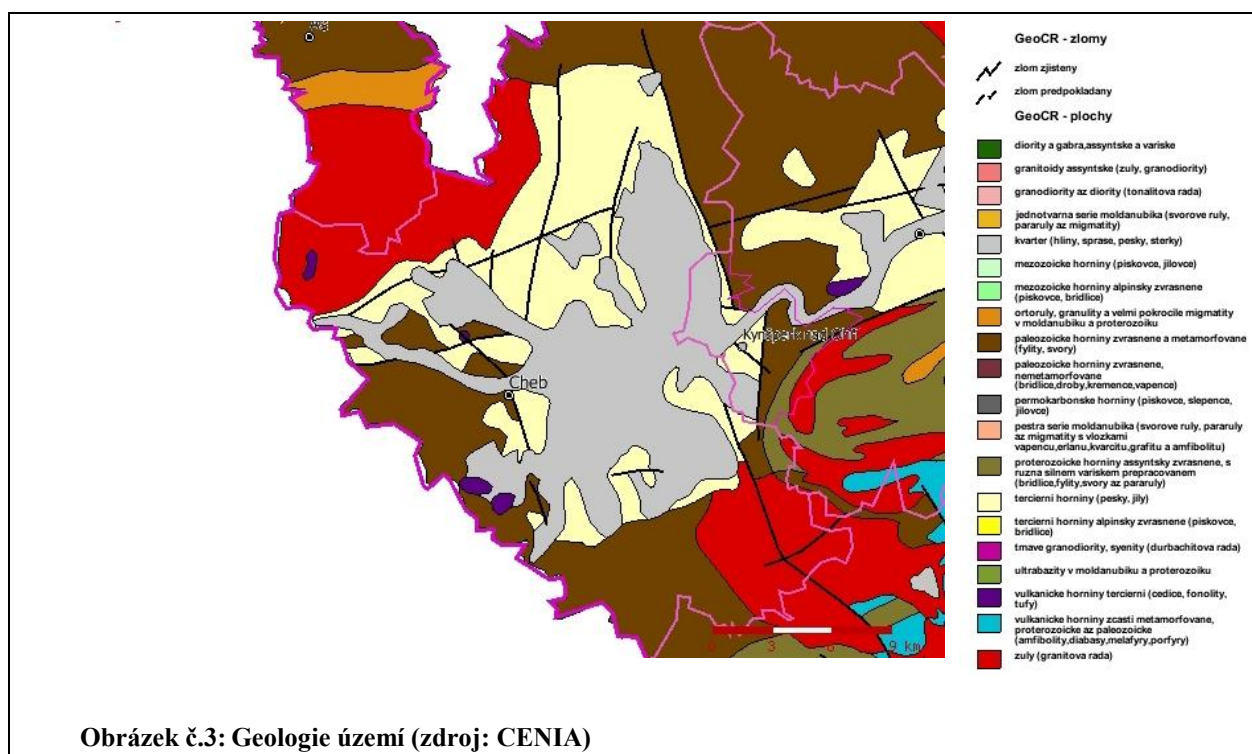 Cheb
0 3 6 9 km
GeoCR - zlomy
zlom zjisteny
zlom predpokladany
GeoCR - plochy
diority a gabra,assyntske a variske
granitoidy assyntske (zuly, granodiority)
granodiority az diority (tonalitova rada)
jednotvarna serie moldanubika (svorove ruly,
pararuly az migmatity)
kvarter (hliny, sprase, pesky, sterky)
mezozoicke horniny (piskovce, jilovce)
mezozoicke horniny alpinsky zvrasnene
(piskovce, bridlice)
ortoruly, granulity a velmi pokrocile migmatity
v moldanubiku a proterozoiku
paleozoicke horniny zvrasnene a metamorfovane
(fylity, svory)
paleozoicke horniny zvrasnene,
nemetamorfovane
(bridlice,droby,kremence,vapence)
permokarbonske horniny (piskovce, slepence,
jilovce)
pestra serie moldanubika (svorove ruly, pararuly
az migmatity s vlozkami
vapencu,erlanu,kvarcitu,grafitu a amfibolitu)
proterozoicke horniny assyntsky zvrasnene, s
ruzna silnem variskem prepracovanem
(bridlice,fylity,svory az pararuly)
tercierni horniny (pesky, jily)
tercierni horniny alpinsky zvrasnene (piskovce,
bridlice)
tmave granodiority, syenity (durbachitova rada)
ultrabazity v moldanubiku a proterozoiku
vulkanicke horniny tercierni (cedice, fonolity,
tufy)
vulkanicke horniny zcasti metamorfovane,
proterozoicke az paleozoicke
(amfibolity,diabasy,melafyry,porfyry)
zuly (granitova rada)
Obrázek č.3: Geologie území (zdroj: CENIA)